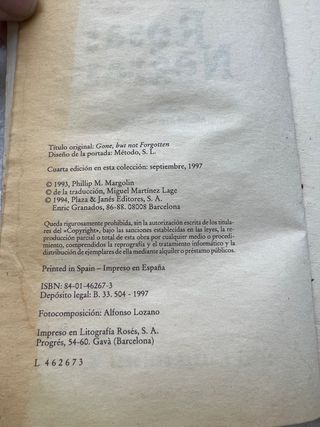 Título original: Gone, but not Forgotten
Diseño de la portada: Método, S. L.
Cuarta edición en esta colección: septiembre, 1997
© 1993, Phillip M. Margolin
© de la traducción, Miguel Martínez Lage
© 1994, Plaza & Janés Editores, S. A.
Enric Granados, 86-88. 08008 Barcelona
Queda rigurosamente prohibida, sin la autorización escrita de los titula-
res del «Copyright», bajo las sanciones establecidas en las leyes, la re-
producción parcial o total de esta obra por cualquier medio o procedi-
miento, comprendidos la reprografía y el tratamiento informático y la
distribución de ejemplares de ella mediante alquiler o préstamo públicos.
Printed in Spain – Impreso en España
ISBN: 84-01-46267-3
Depósito legal: B. 33. 504 - 1997
Fotocomposición: Alfonso Lozano
Impreso en Litografía Rosés, S. A.
Progrés, 54-60. Gavà (Barcelona)
L 462673